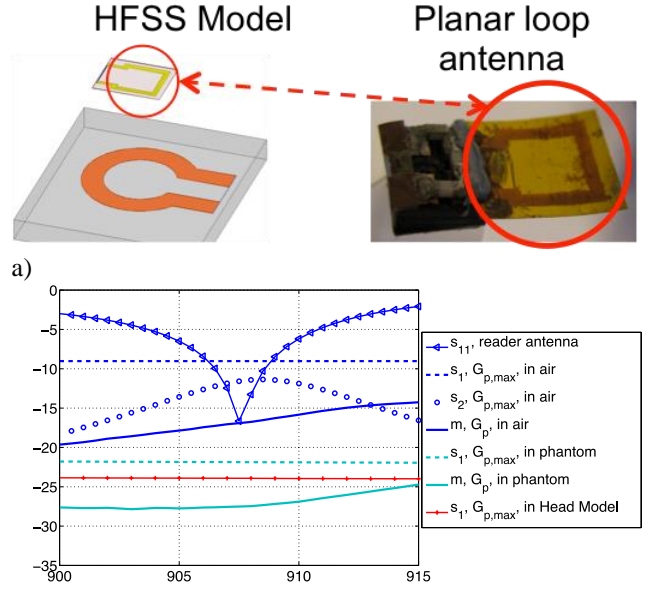 HFSS Model
Planar loop
antenna
a)
0
−5
−10
−15
−20
−25
−30
−35
900
905
910
915
s11, reader antenna
s1, Gp,max, in air
s2, Gp,max, in air
m, Gp, in air
s1, Gp,max, in phantom
m, Gp, in phantom
s1, Gp,max, in Head Model